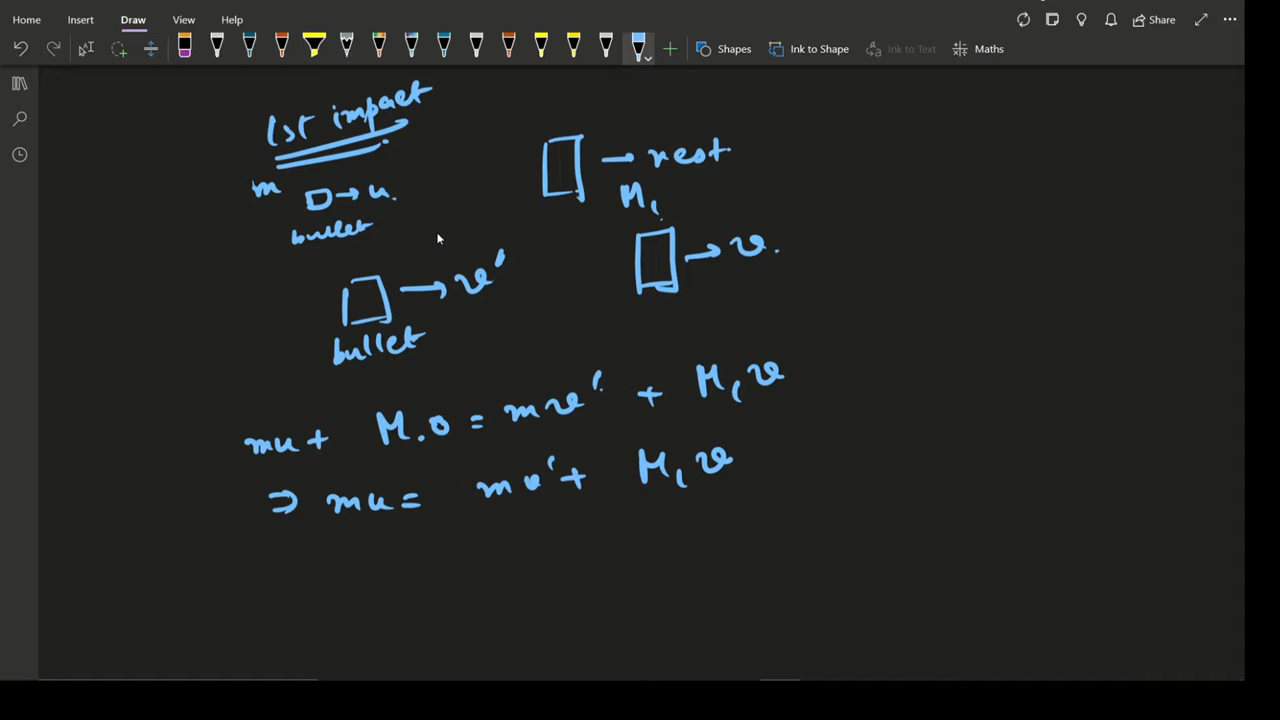 Home Insert Draw View Help Share
Shapes Ink to Shape Ink to Text Maths
1st impact
→ rest
m D → u.
M₁
bullet
→ v'
→ v.
bullet
mu + M.0 = mv' + M₁v
⇒ mu = mv' + M₁v